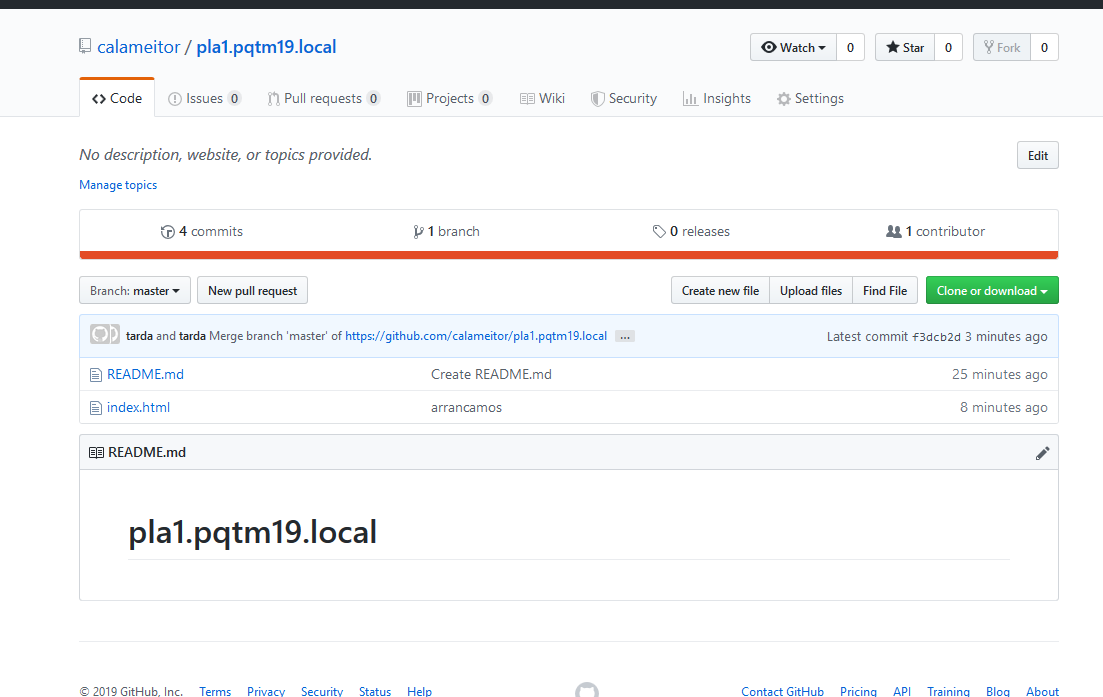 calameitor / pla1.pqtm19.local
Watch 0 Star 0 Fork 0
Code Issues 0 Pull requests 0 Projects 0 Wiki Security Insights Settings
No description, website, or topics provided. Edit
Manage topics
4 commits 1 branch 0 releases 1 contributor
Branch: master New pull request Create new file Upload files Find File Clone or download
tarda and tarda Merge branch 'master' of https://github.com/calameitor/pla1.pqtm19.local ... Latest commit f3dcb2d 3 minutes ago
README.md Create README.md 25 minutes ago
index.html arrancamos 8 minutes ago
README.md
pla1.pqtm19.local
© 2019 GitHub, Inc. Terms Privacy Security Status Help Contact GitHub Pricing API Training Blog About